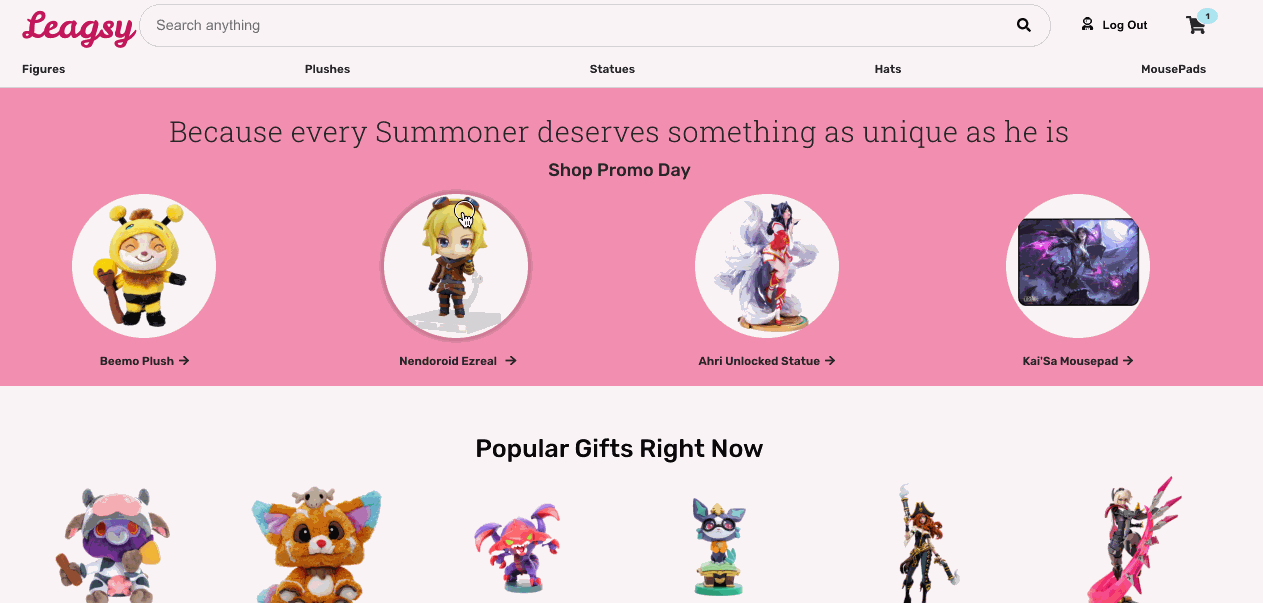 Leagsy
Search anything
Log Out
1
Figures
Plushes
Statues
Hats
MousePads
Because every Summoner deserves something as unique as he is
Shop Promo Day
Beemo Plush →
Nendoroid Ezreal →
Ahri Unlocked Statue →
Kai'Sa Mousepad →
Popular Gifts Right Now